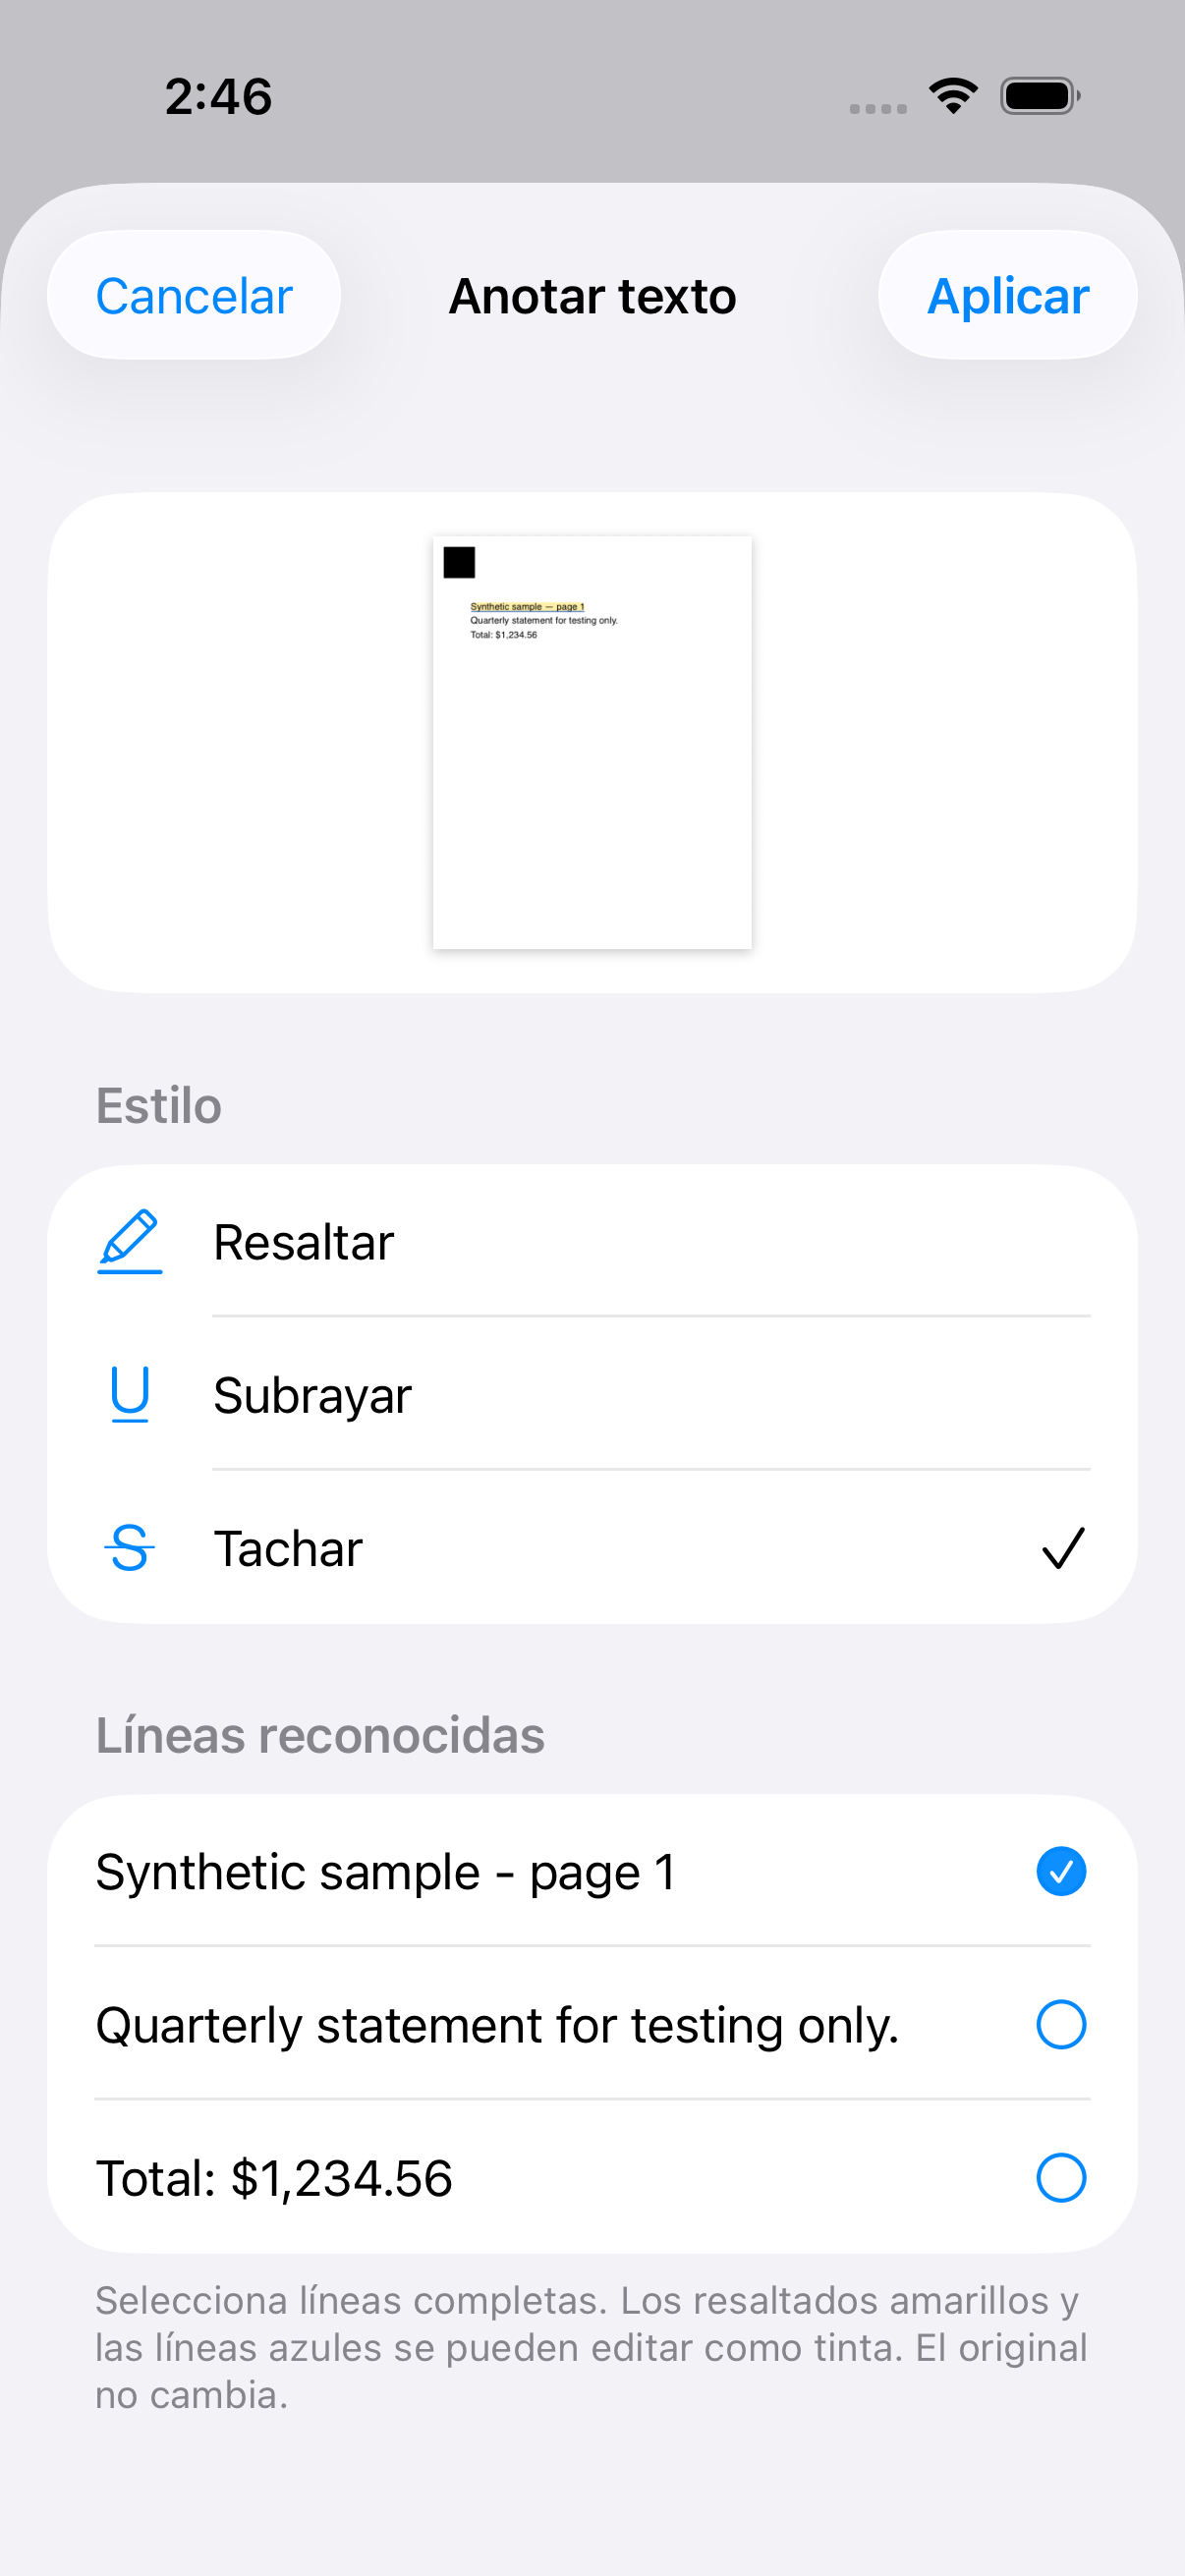 2:46
Cancelar
Anotar texto
Aplicar
Synthetic sample — page 1
Quarterly statement for testing only.
Total: $1,234.56
Estilo
Resaltar
Subrayar
Tachar
Líneas reconocidas
Synthetic sample - page 1
Quarterly statement for testing only.
Total: $1,234.56
Selecciona líneas completas. Los resaltados amarillos y
las líneas azules se pueden editar como tinta. El original
no cambia.